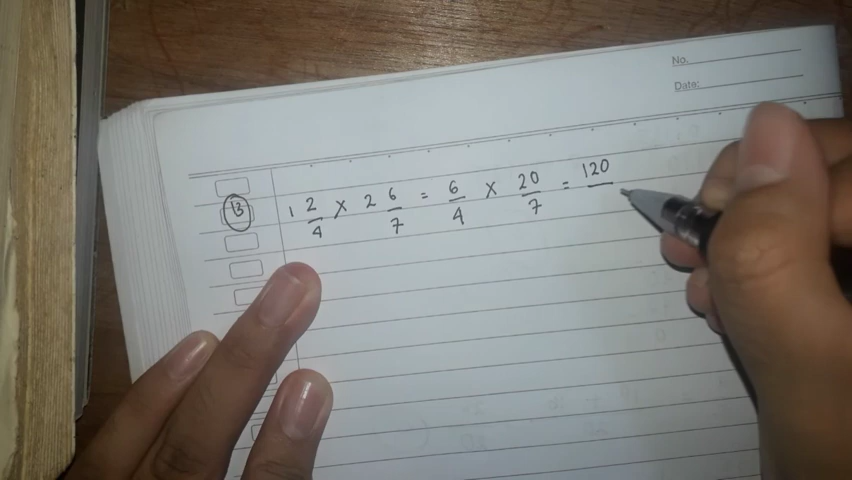 No.
Date:
13 1 2/4 × 2 6/7 = 6/4 × 20/7 = 120